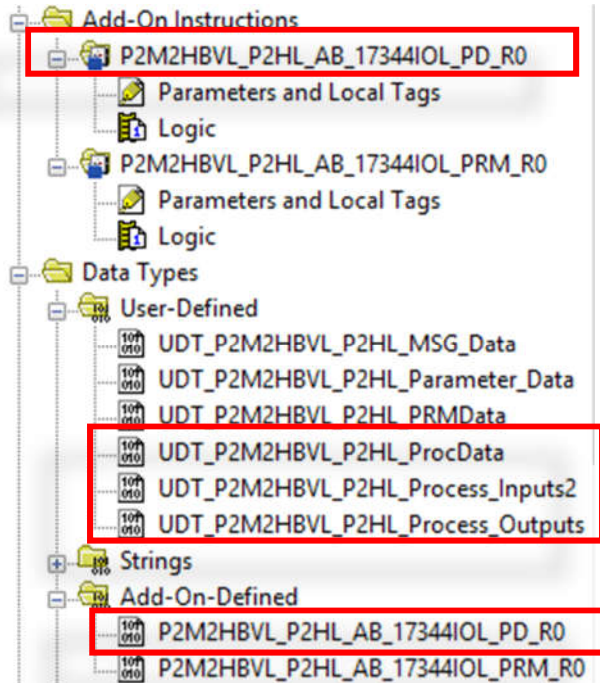 Add-On Instructions
P2M2HBVL_P2HL_AB_17344IOL_PD_R0
Parameters and Local Tags
Logic
P2M2HBVL_P2HL_AB_17344IOL_PRM_R0
Parameters and Local Tags
Logic
Data Types
User-Defined
UDT_P2M2HBVL_P2HL_MSG_Data
UDT_P2M2HBVL_P2HL_Parameter_Data
UDT_P2M2HBVL_P2HL_PRMData
UDT_P2M2HBVL_P2HL_ProcData
UDT_P2M2HBVL_P2HL_Process_Inputs2
UDT_P2M2HBVL_P2HL_Process_Outputs
Strings
Add-On-Defined
P2M2HBVL_P2HL_AB_17344IOL_PD_R0
P2M2HBVL_P2HL_AB_17344IOL_PRM_R0